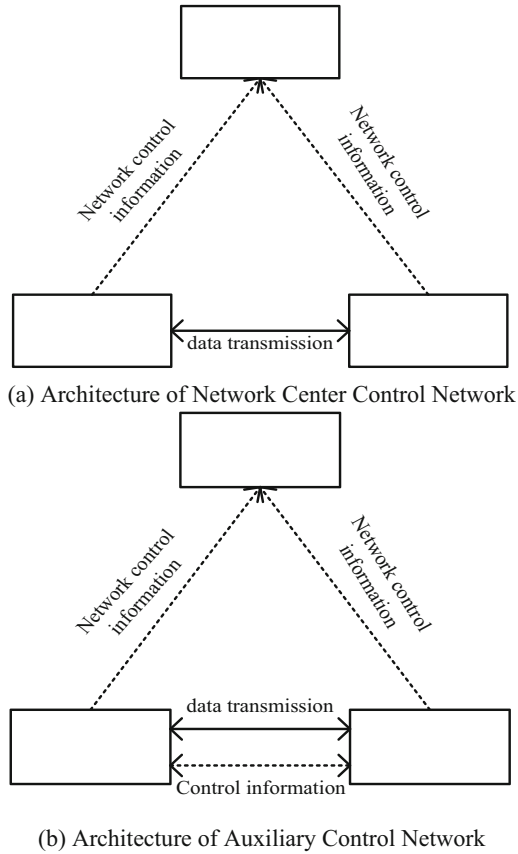 Network control
information
Network control
information
data transmission
(a) Architecture of Network Center Control Network
Network control
information
Network control
information
data transmission
Control information
(b) Architecture of Auxiliary Control Network